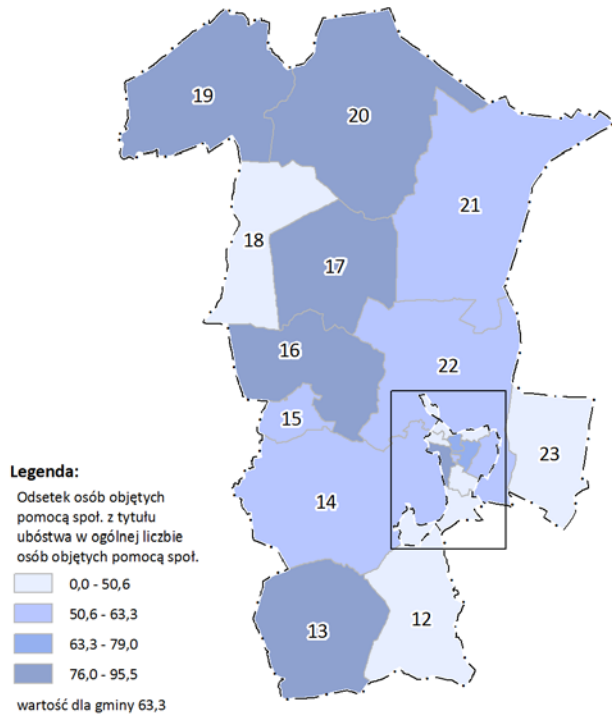 19
20
21
18
17
16
22
15
23
14
13
12
Legenda:
Odsetek osób objętych
pomocą społ. z tytułu
ubóstwa w ogólnej liczbie
osób objętych pomocą społ.
0,0 - 50,6
50,6 - 63,3
63,3 - 79,0
76,0 - 95,5
wartość dla gminy 63,3